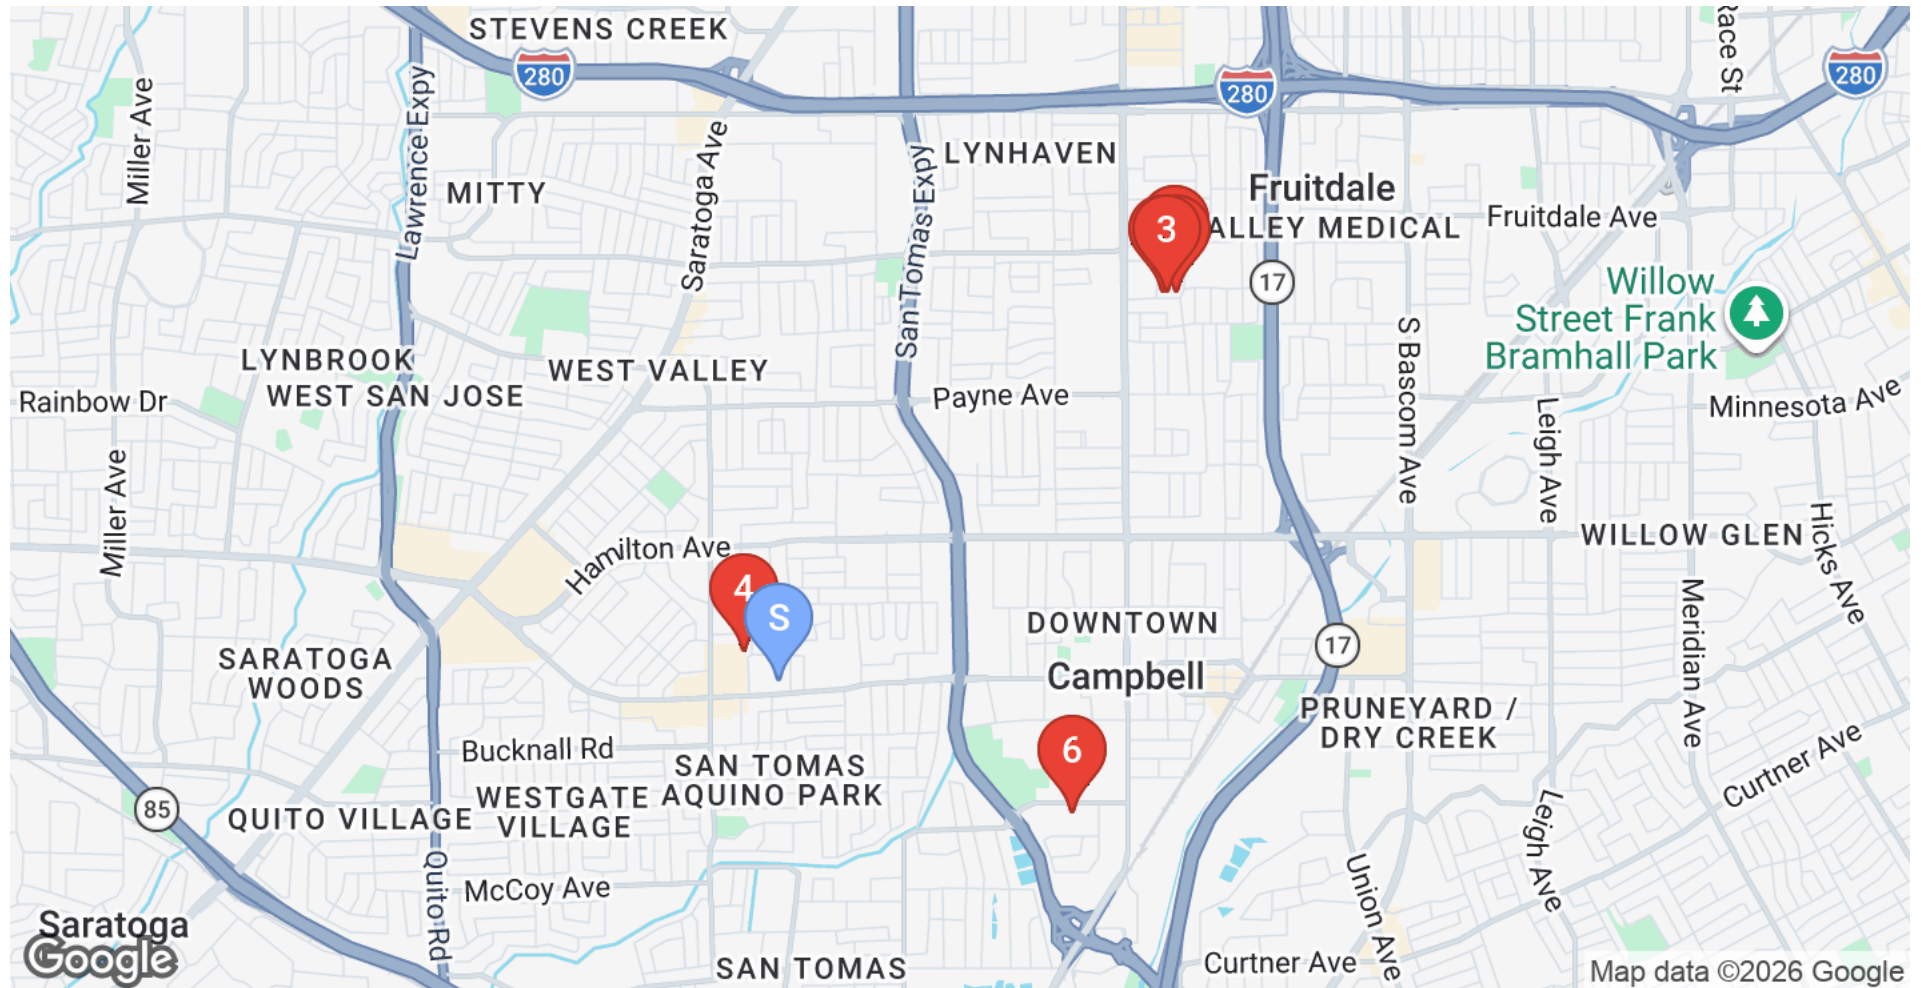 STEVENS CREEK
280
280
280
Race St
Miller Ave
Lawrence Expy
Saratoga Ave
San Tomas Expy
LYNHAVEN
MITTY
Fruitdale
3
ALLEY MEDICAL
Fruitdale Ave
17
Willow
Street Frank
Bramhall Park
S Bascom Ave
LYNBROOK
WEST VALLEY
WEST SAN JOSE
Rainbow Dr
Payne Ave
Leigh Ave
Minnesota Ave
Miller Ave
Hicks Ave
Hamilton Ave
WILLOW GLEN
4
S
DOWNTOWN
Campbell
17
Meridian Ave
SARATOGA
WOODS
PRUNEYARD /
DRY CREEK
Bucknall Rd
6
SAN TOMAS
AQUINO PARK
WESTGATE
VILLAGE
QUITO VILLAGE
85
Curtner Ave
Leigh Ave
Quito Rd
McCoy Ave
Union Ave
Saratoga
Google
SAN TOMAS
Curtner Ave
Map data ©2026 Google